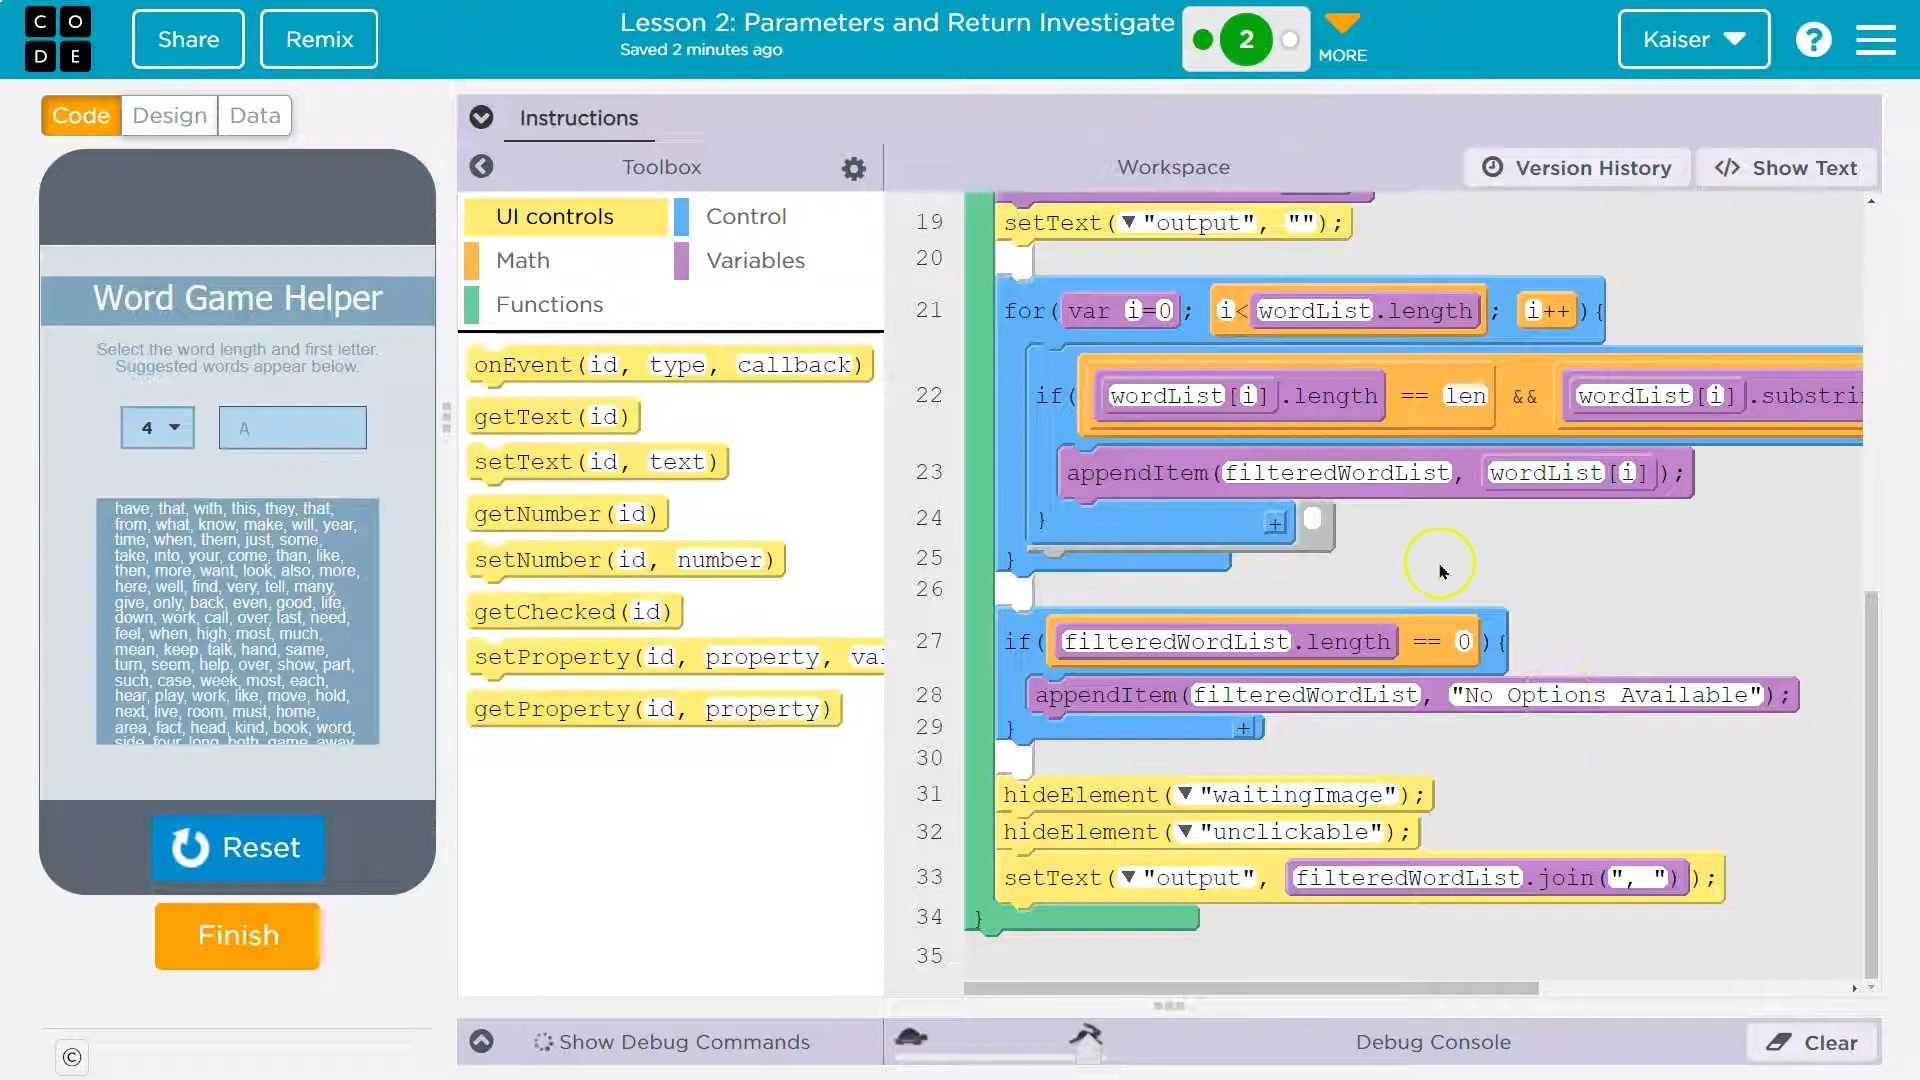 C O D E
Share
Remix
Lesson 2: Parameters and Return Investigate
Saved 2 minutes ago
2
MORE
Kaiser
?
Code
Design
Data
Instructions
Toolbox
Workspace
Version History
</> Show Text
UI controls
Control
Math
Variables
Functions
onEvent(id, type, callback)
getText(id)
setText(id, text)
getNumber(id)
setNumber(id, number)
getChecked(id)
setProperty(id, property, val
getProperty(id, property)
Word Game Helper
Select the word length and first letter.
Suggested words appear below.
4
A
have, that, with, this, they, that,
from, what, know, make, will, year,
time, when, them, just, some,
take, into, your, come, than, like,
then, more, want, look, also, more,
here, well, find, very, tell, many,
give, only, back, even, good, life,
down, work, call, over, last, need,
feel, when, high, most, much,
mean, keep, talk, hand, same,
turn, seem, help, over, show, part,
such, case, week, most, each,
hear, play, work, like, move, hold,
next, live, room, must, home,
area, fact, head, kind, book, word,
side, four, long, both, game, away
Reset
Finish
©
19 setText( "output", "");
20
21 for( var i=0; i<wordList.length; i++){
22 if( wordList[i].length == len && wordList[i].substri
23 appendItem(filteredWordList, wordList[i]);
24 } +
25 }
26
27 if( filteredWordList.length == 0){
28 appendItem(filteredWordList, "No Options Available");
29 } +
30
31 hideElement( "waitingImage");
32 hideElement( "unclickable");
33 setText( "output", filteredWordList.join(", "));
34 }
35
Show Debug Commands
Debug Console
Clear